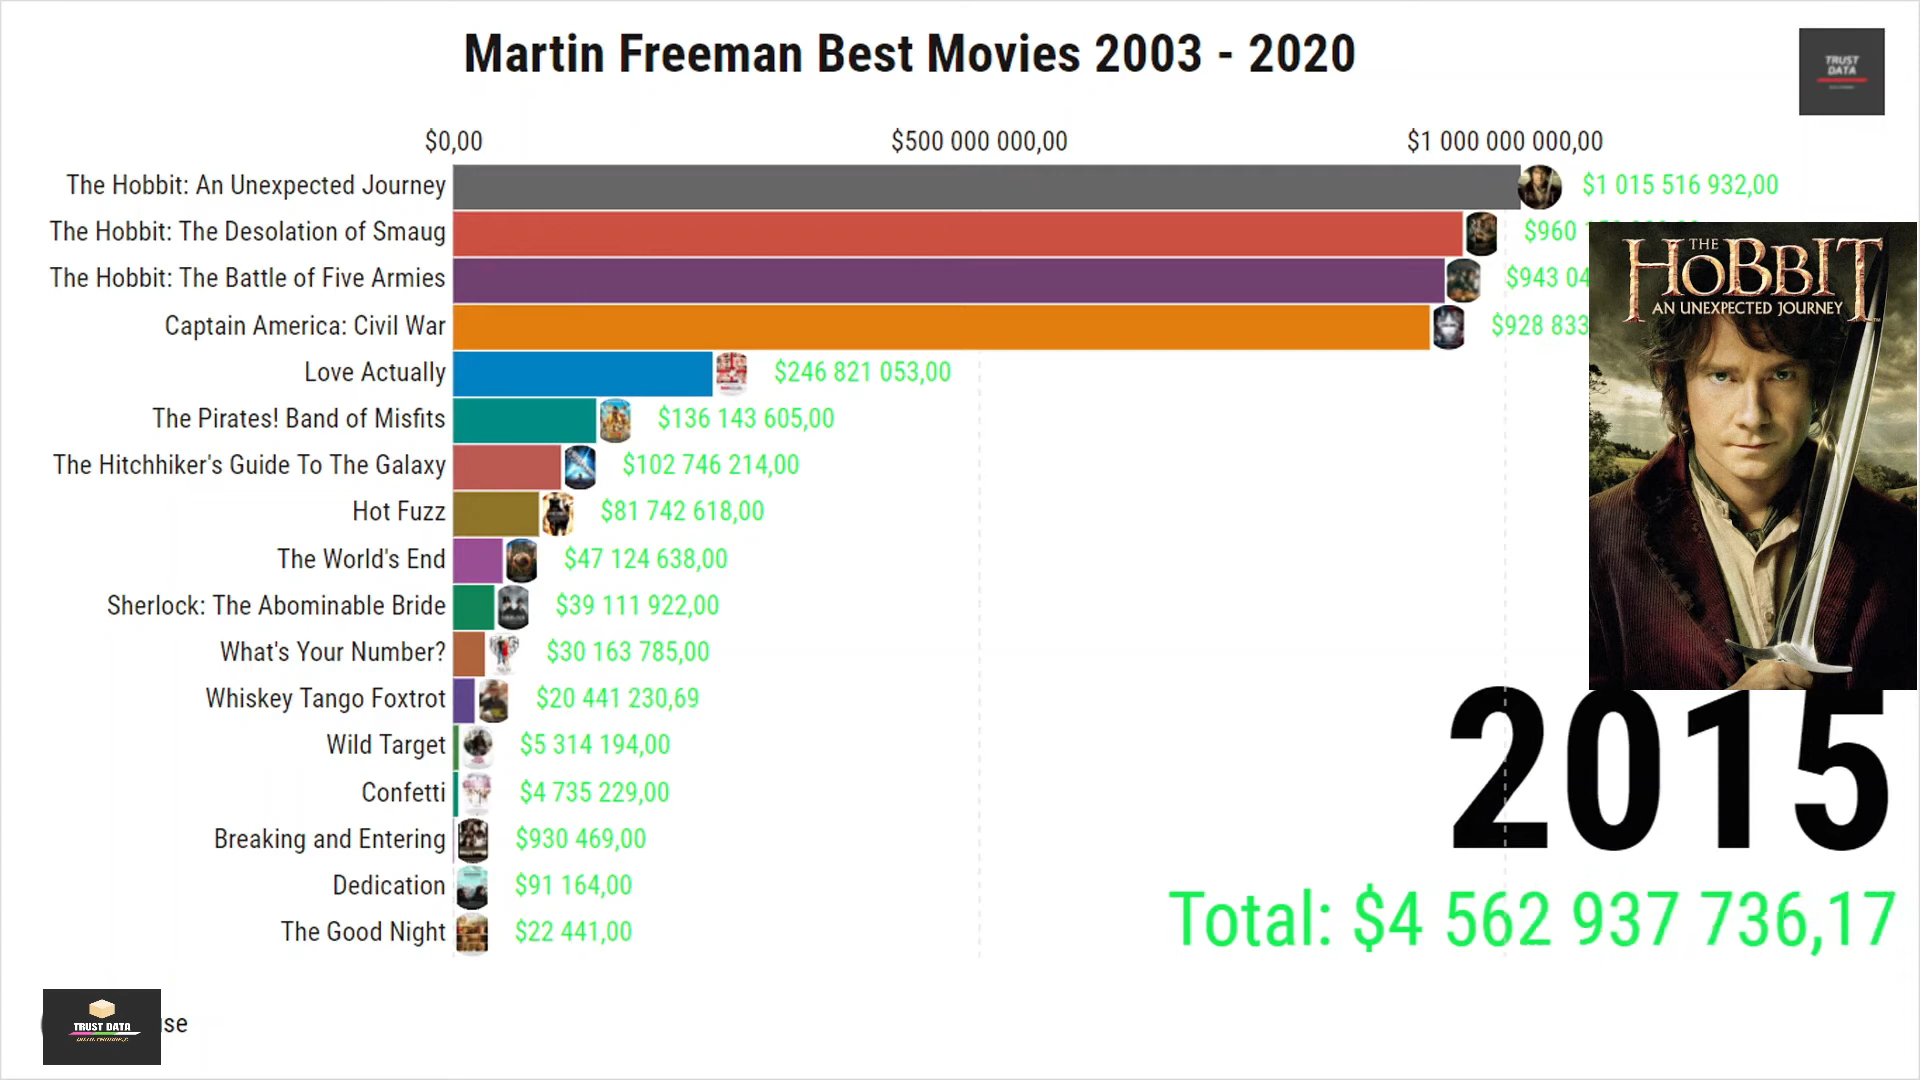 Martin Freeman Best Movies 2003 - 2020
TRUST
DATA
$0,00 $500 000 000,00 $1 000 000 000,00
The Hobbit: An Unexpected Journey $1 015 516 932,00
The Hobbit: The Desolation of Smaug $960
The Hobbit: The Battle of Five Armies $943 04
Captain America: Civil War $928 833
Love Actually $246 821 053,00
The Pirates! Band of Misfits $136 143 605,00
The Hitchhiker's Guide To The Galaxy $102 746 214,00
Hot Fuzz $81 742 618,00
The World's End $47 124 638,00
Sherlock: The Abominable Bride $39 111 922,00
What's Your Number? $30 163 785,00
Whiskey Tango Foxtrot $20 441 230,69
Wild Target $5 314 194,00
Confetti $4 735 229,00
Breaking and Entering $930 469,00
Dedication $91 164,00
The Good Night $22 441,00
THE
HOBBIT
AN UNEXPECTED JOURNEY
2015
Total: $4 562 937 736,17
TRUST DATA